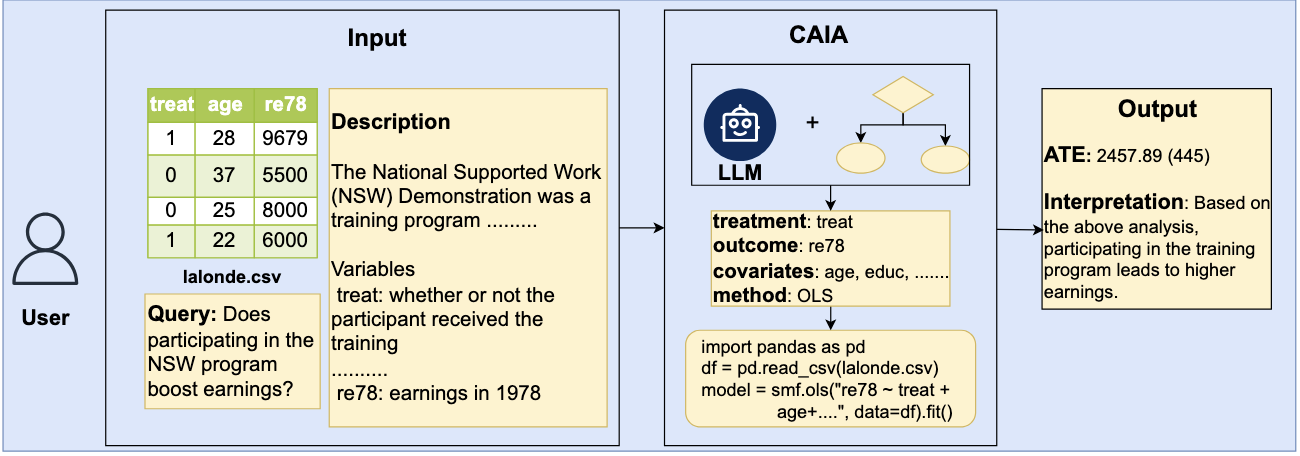 User
Input
treat age re78
1 28 9679
0 37 5500
0 25 8000
1 22 6000
lalonde.csv
Query: Does
participating in the
NSW program
boost earnings?
Description
The National Supported Work
(NSW) Demonstration was a
training program .........
Variables
treat: whether or not the
participant received the
training
..........
re78: earnings in 1978
CAIA
LLM
+
treatment: treat
outcome: re78
covariates: age, educ, .......
method: OLS
import pandas as pd
df = pd.read_csv(lalonde.csv)
model = smf.ols("re78 ~ treat +
age+....", data=df).fit()
Output
ATE: 2457.89 (445)
Interpretation: Based on
the above analysis,
participating in the training
program leads to higher
earnings.